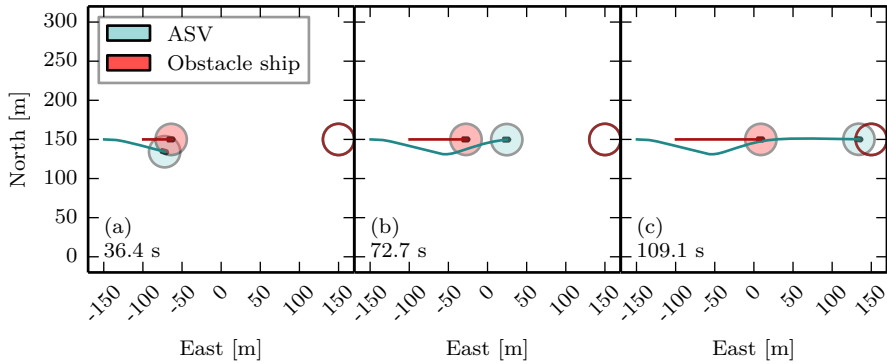 300
250
200
150
100
50
0
North [m]
ASV
Obstacle ship
(a)
36.4 s
(b)
72.7 s
(c)
109.1 s
-150 -100 -50 0 50 100 150
-150 -100 -50 0 50 100 150
-150 -100 -50 0 50 100 150
East [m]
East [m]
East [m]